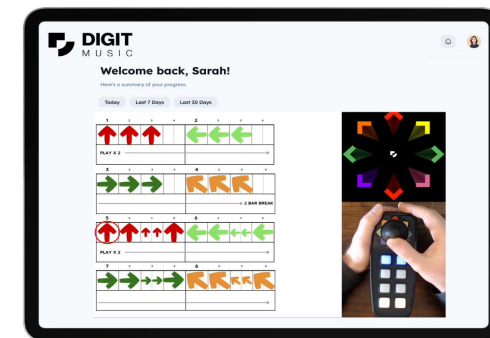 DIGIT
MUSIC
Welcome back, Sarah!
Here's a summary of your progress.
Today Last 7 Days Last 30 Days
1 2
PLAY X 2
3 4
2 BAR BREAK
5 6
PLAY X 2
7 8